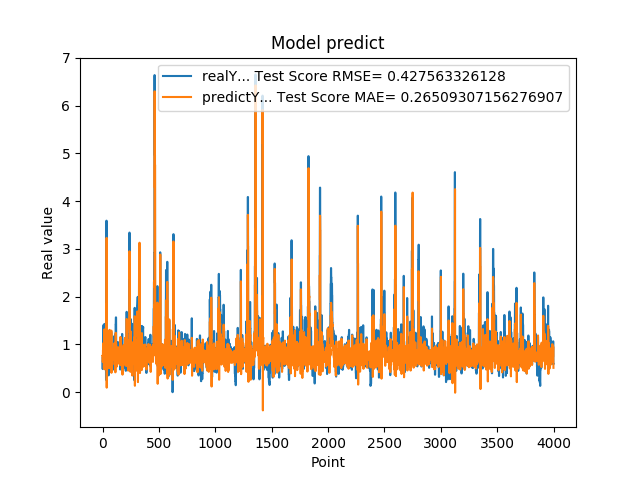 Model predict
realY... Test Score RMSE= 0.427563326128
predictY... Test Score MAE= 0.26509307156276907
Real value
7
6
5
4
3
2
1
0
0 500 1000 1500 2000 2500 3000 3500 4000
Point